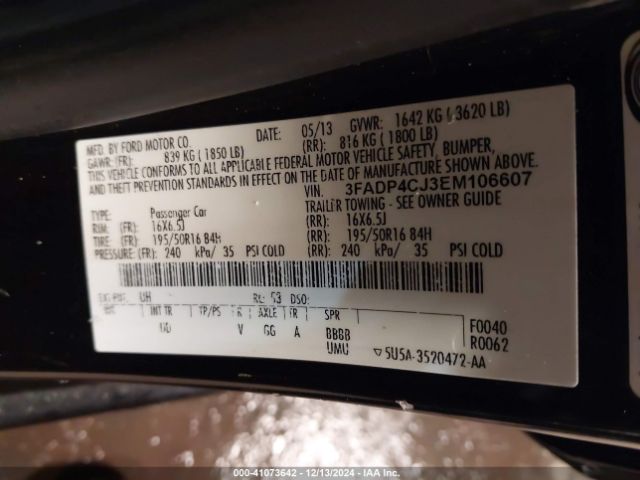 MFD. BY FORD MOTOR CO. DATE: 05/13 GVWR: 1642 KG ( 3620 LB)
GAWR: (FR): 839 KG ( 1850 LB) (RR): 816 KG ( 1800 LB)
THIS VEHICLE CONFORMS TO ALL APPLICABLE FEDERAL MOTOR VEHICLE SAFETY, BUMPER,
AND THEFT PREVENTION STANDARDS IN EFFECT ON THE DATE OF MANUFACTURE SHOWN ABOVE.
VIN. 3FADP4CJ3EM106607
TYPE: Passenger Car TRAILER TOWING - SEE OWNER GUIDE
RIM: (FR): 16X6.5J (RR): 16X6.5J
TIRE (FR): 195/50R16 84H (RR): 195/50R16 84H
PRESSURE: (FR): 240 kPa/ 35 PSI COLD (RR): 240 kPa/ 35 PSI COLD
EXT PNT: UH RC: 53 DSO:
INT TR TP/PS R AXLE TR SPR F0040
V GG A BBBB R0062
UMU 5U5A-3520472-AA
000-41073642 - 12/13/2024 - IAA Inc.